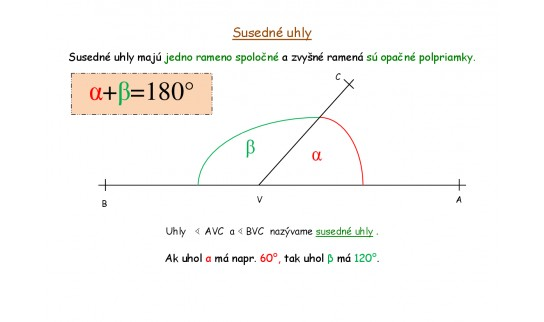 Susedné uhly
Susedné uhly majú jedno rameno spoločné a zvyšné ramená sú opačné polpriamky.
α+β=180°
C
β
α
B
V
A
Uhly ∢ AVC a ∢ BVC nazývame susedné uhly .
Ak uhol α má napr. 60°, tak uhol β má 120°.